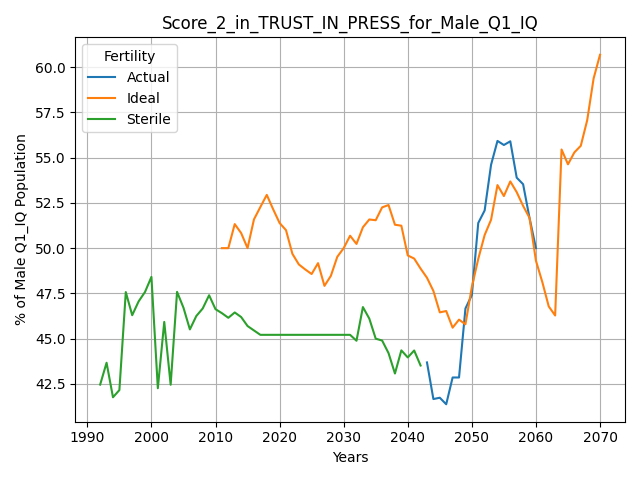 Score_2_in_TRUST_IN_PRESS_for_Male_Q1_IQ
Fertility
Actual
Ideal
Sterile
% of Male Q1_IQ Population
60.0
57.5
55.0
52.5
50.0
47.5
45.0
42.5
1990 2000 2010 2020 2030 2040 2050 2060 2070
Years